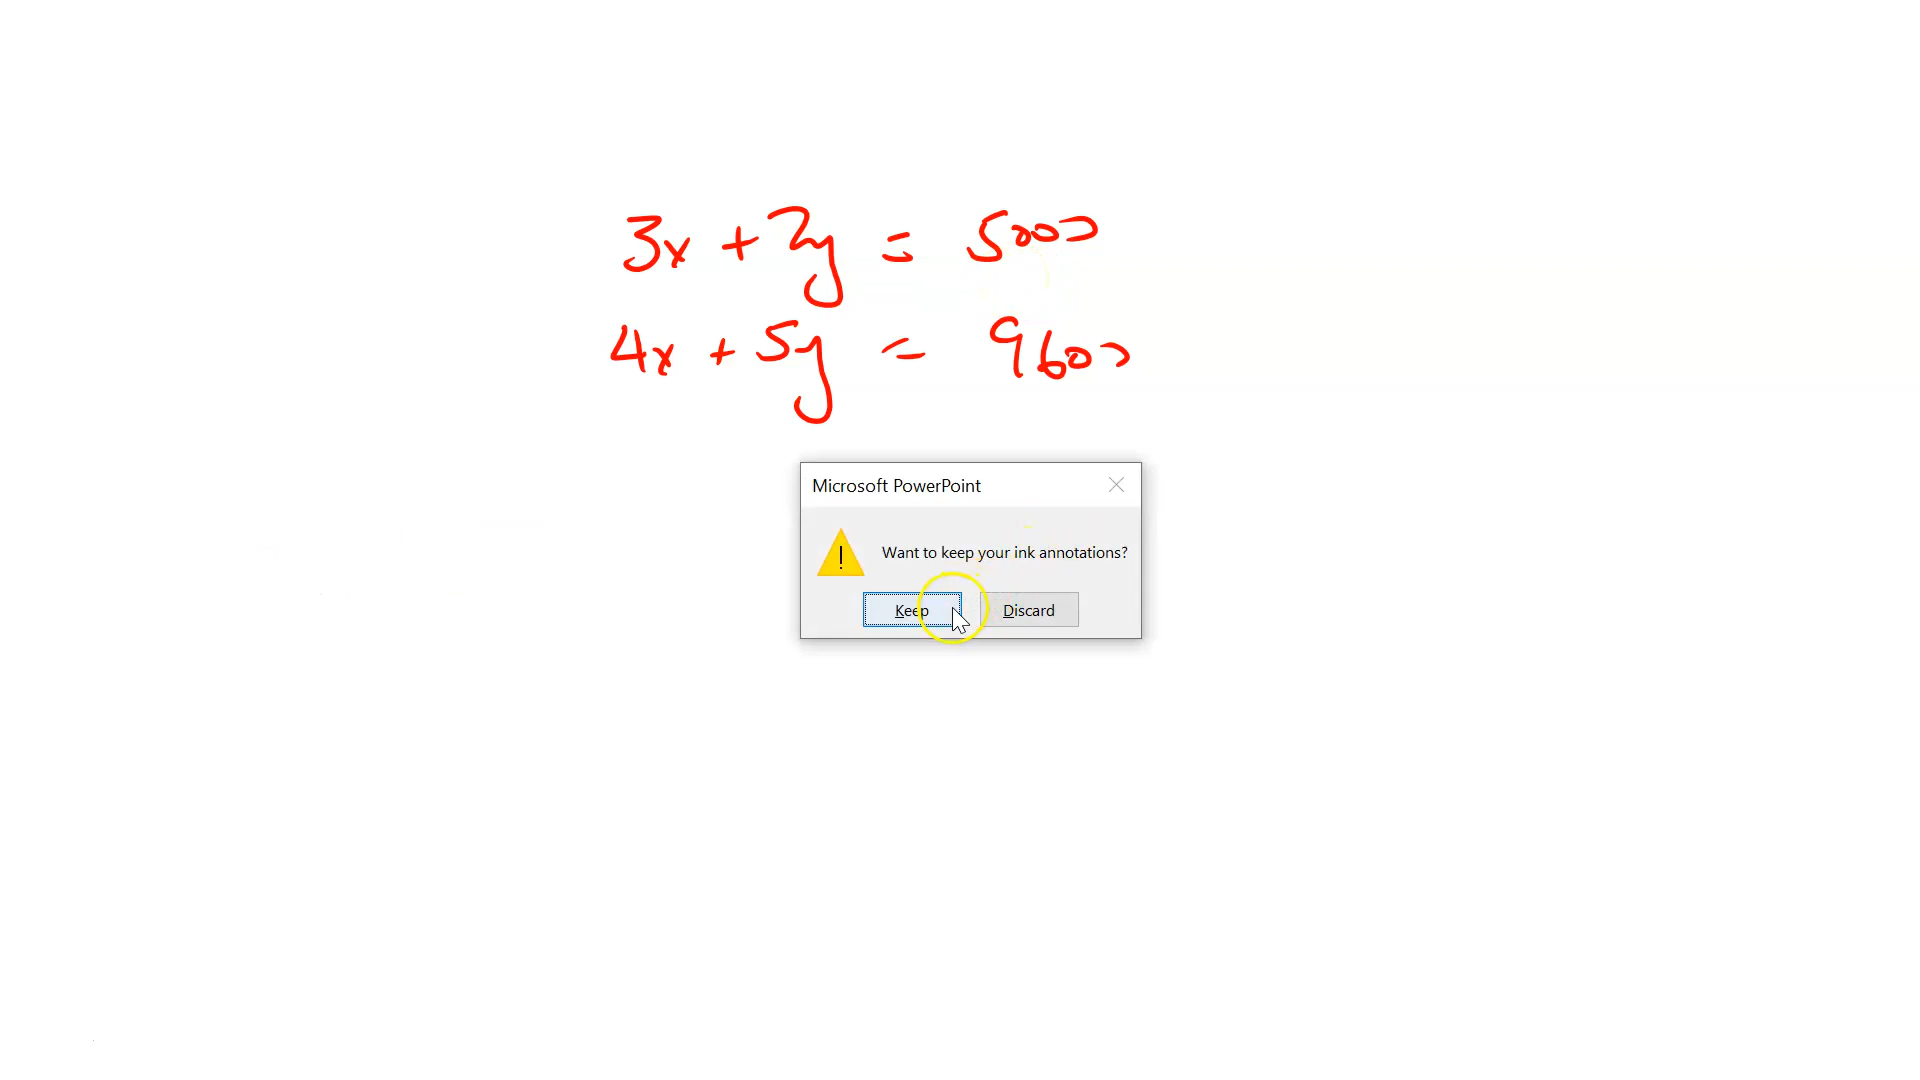 3x + 2y = 5000
4x + 5y = 9600
Microsoft PowerPoint
Want to keep your ink annotations?
Keep Discard